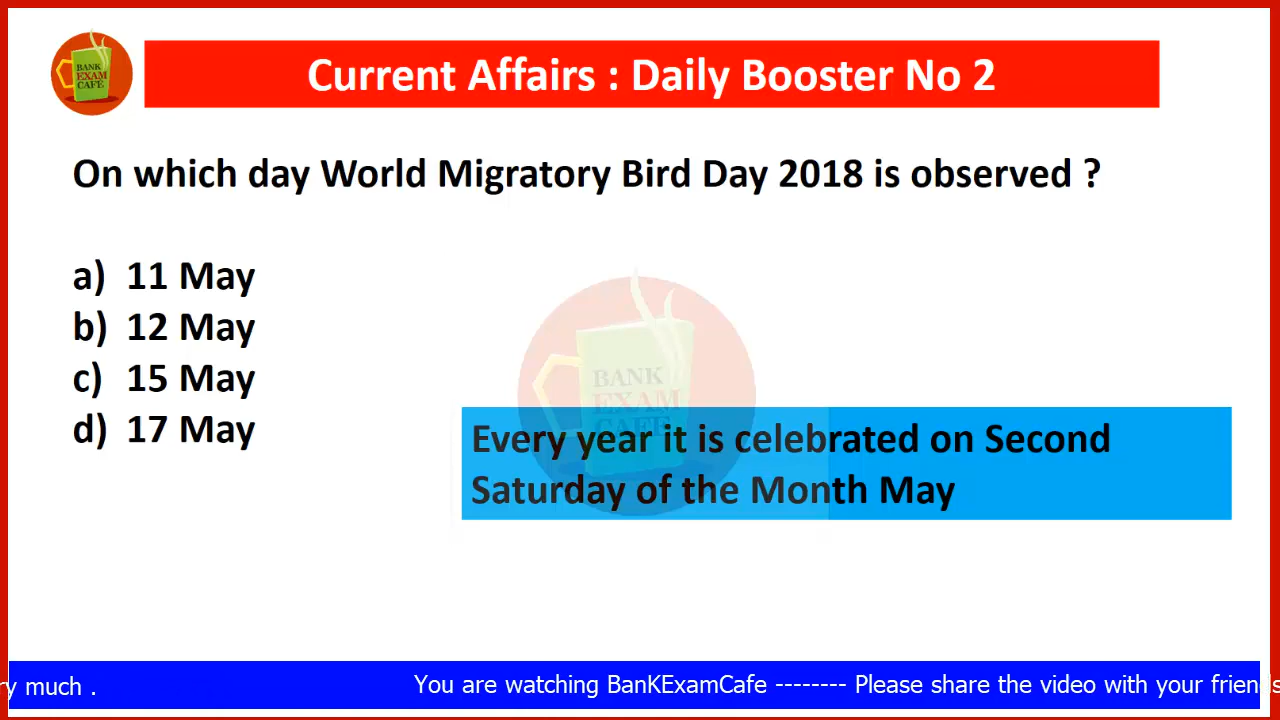 BANK
EXAM
CAFE
Current Affairs : Daily Booster No 2
On which day World Migratory Bird Day 2018 is observed ?
a) 11 May
b) 12 May
c) 15 May
d) 17 May
BANK
EXAM
CAFE
Every year it is celebrated on Second
Saturday of the Month May
much . You are watching BanKExamCafe -------- Please share the video with your friends